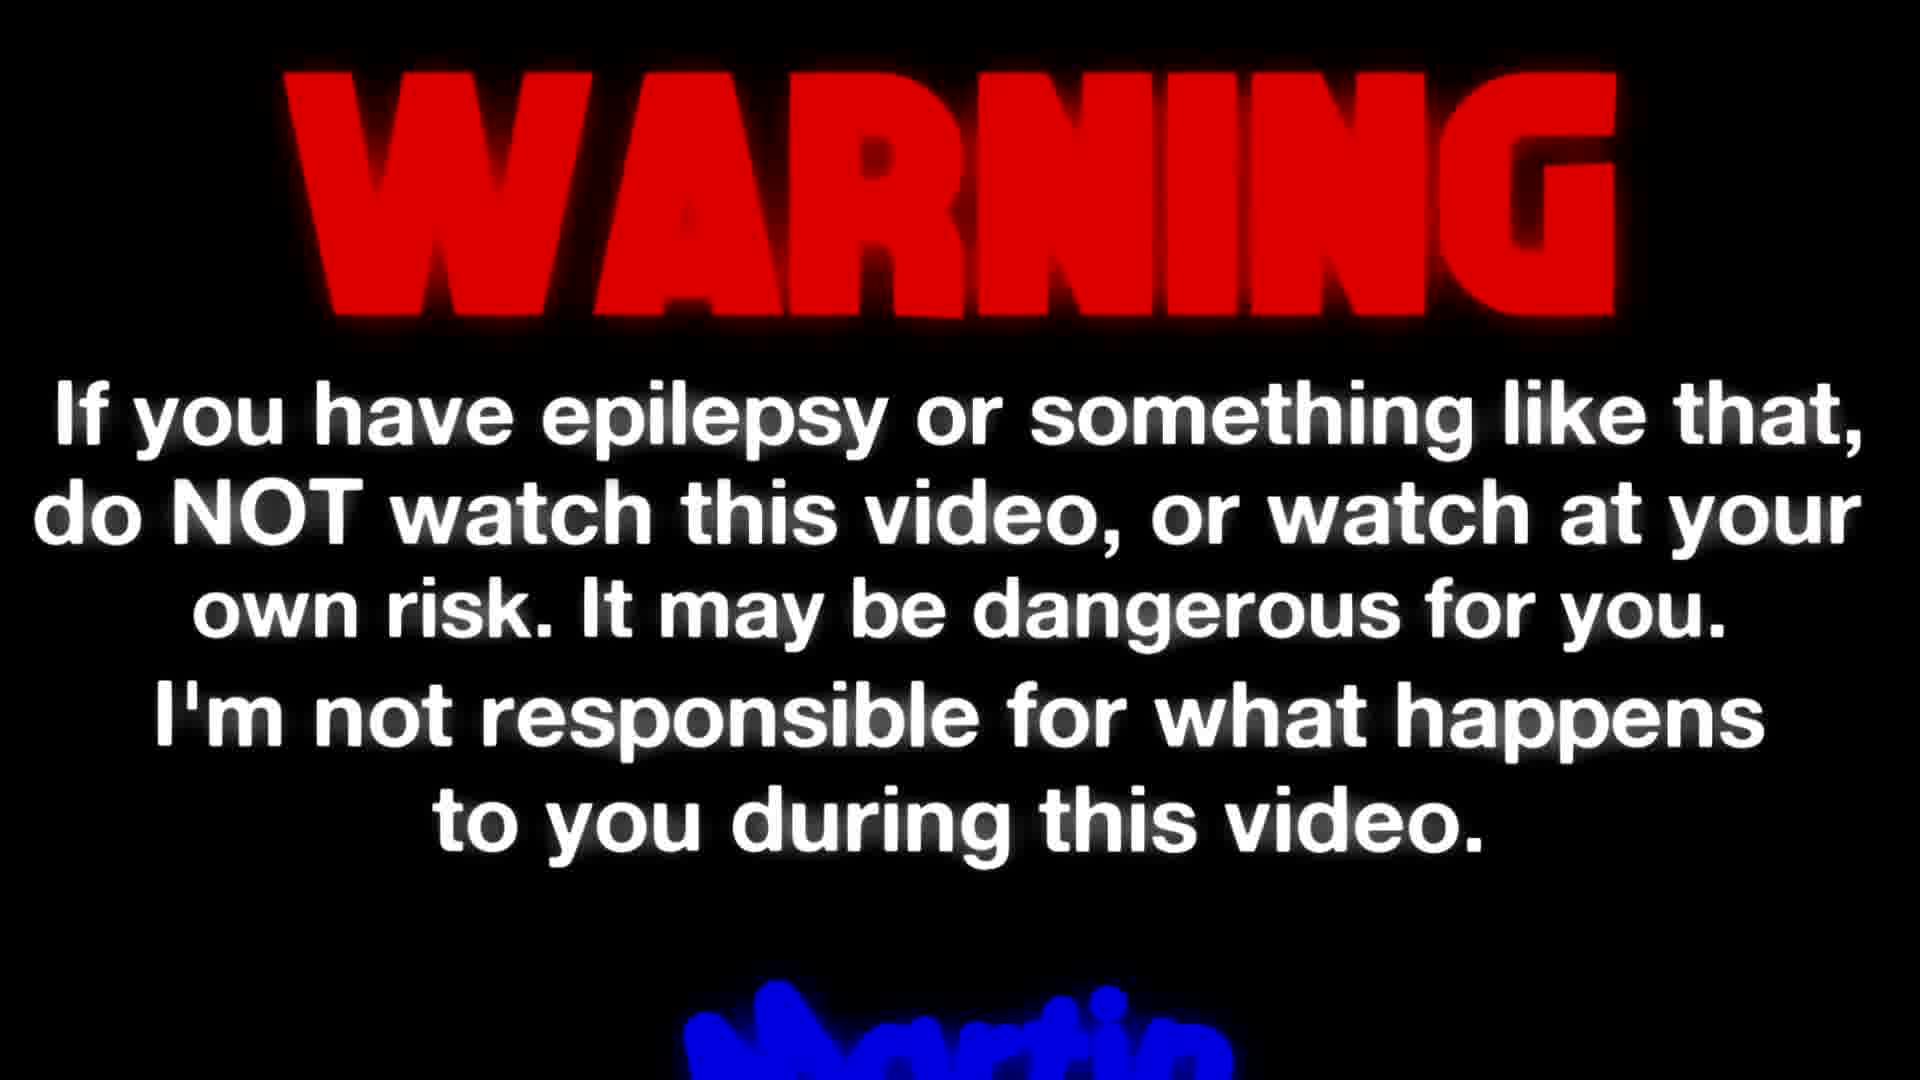 WARNING
If you have epilepsy or something like that,
do NOT watch this video, or watch at your
own risk. It may be dangerous for you.
I'm not responsible for what happens
to you during this video.
Martin